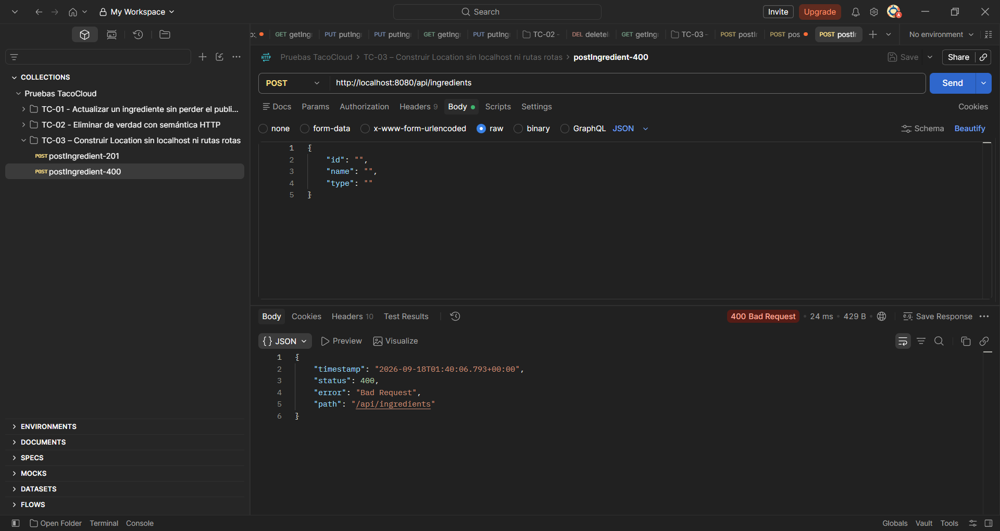 My Workspace
Search
Invite
Upgrade
GET getIng
PUT putIng
PUT putIng
GET getIng
PUT putIng
TC-02 -
DEL delete
GET getIng
TC-03 -
POST postI
POST pos
POST postI
No environment
HTTP
Pruebas TacoCloud > TC-03 – Construir Location sin localhost ni rutas rotas > postIngredient-400
Save
Share
COLLECTIONS
Pruebas TacoCloud
TC-01 - Actualizar un ingrediente sin perder el publi...
TC-02 - Eliminar de verdad con semántica HTTP
TC-03 – Construir Location sin localhost ni rutas rotas
POST postIngredient-201
POST postIngredient-400
ENVIRONMENTS
DOCUMENTS
SPECS
MOCKS
DATASETS
FLOWS
POST
http://localhost:8080/api/ingredients
Send
Docs Params Authorization Headers 9 Body Scripts Settings
Cookies
none form-data x-www-form-urlencoded raw binary GraphQL JSON
Schema
Beautify
1 {
2 "id": "",
3 "name": "",
4 "type": ""
5 }
Body Cookies Headers 10 Test Results
400 Bad Request • 24 ms • 429 B
e.g. Save Response
{} JSON
Preview
Visualize
1 {
2 "timestamp": "2026-09-18T01:40:06.793+00:00",
3 "status": 400,
4 "error": "Bad Request",
5 "path": "/api/ingredients"
6 }
Open Folder Terminal Console
Globals Vault Tools